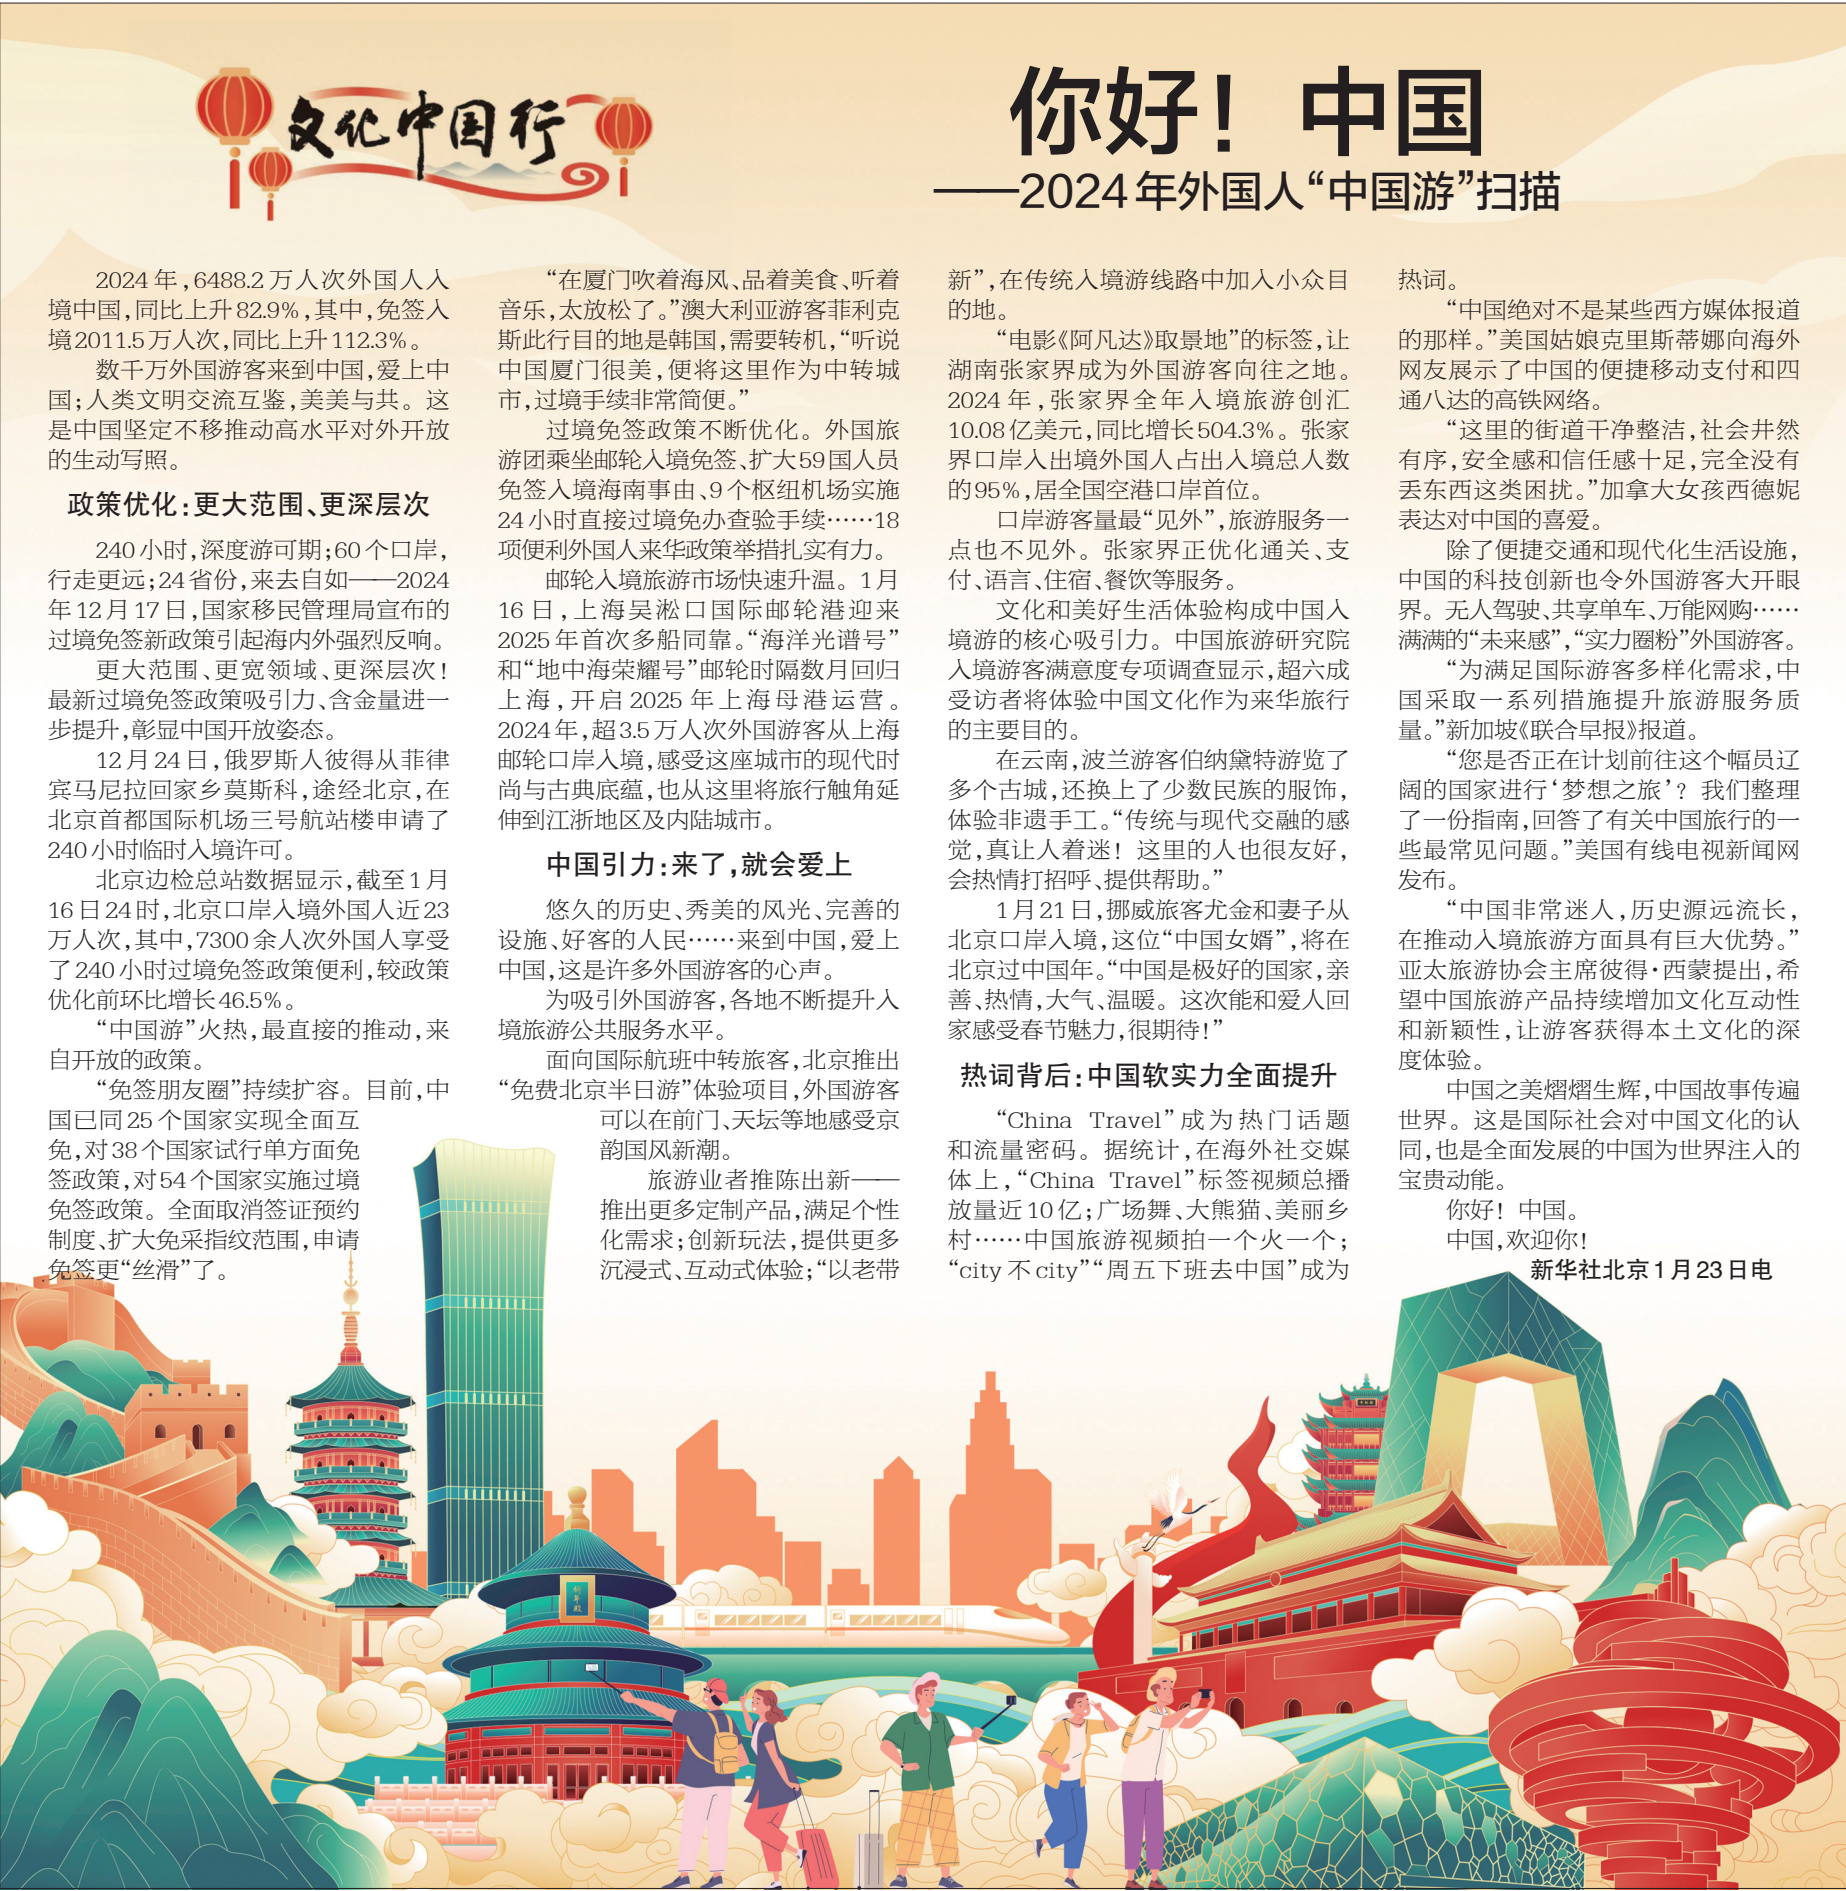 文化中国行
你好！中国
——2024年外国人“中国游”扫描
2024年，6488.2万人次外国人入
境中国，同比上升82.9%，其中，免签入
境2011.5万人次，同比上升112.3%。
数千万外国游客来到中国，爱上中
国；人类文明交流互鉴，美美与共。这
是中国坚定不移推动高水平对外开放
的生动写照。
政策优化：更大范围、更深层次
240小时，深度游可期；60个口岸，
行走更远；24省份，来去自如——2024
年12月17日，国家移民管理局宣布的
过境免签新政策引起海内外强烈反响。
更大范围、更宽领域、更深层次！
最新过境免签政策吸引力、含金量进一
步提升，彰显中国开放姿态。
12月24日，俄罗斯人彼得从菲律
宾马尼拉回家乡莫斯科，途经北京，在
北京首都国际机场三号航站楼申请了
240小时临时入境许可。
北京边检总站数据显示，截至1月
16日24时，北京口岸入境外国人近23
万人次，其中，7300余人次外国人享受
了240小时过境免签政策便利，较政策
优化前环比增长46.5%。
“中国游”火热，最直接的推动，来
自开放的政策。
“免签朋友圈”持续扩容。目前，中
国已同25个国家实现全面互
免，对38个国家试行单方面免
签政策，对54个国家实施过境
免签政策。全面取消签证预约
制度、扩大免采指纹范围，申请
免签更“丝滑”了。
“在厦门吹着海风、品着美食、听着
音乐，太放松了。”澳大利亚游客菲利克
斯此行目的地是韩国，需要转机，“听说
中国厦门很美，便将这里作为中转城
市，过境手续非常简便。”
过境免签政策不断优化。外国旅
游团乘坐邮轮入境免签、扩大59国人员
免签入境海南事由、9个枢纽机场实施
24小时直接过境免办查验手续……18
项便利外国人来华政策举措扎实有力。
邮轮入境旅游市场快速升温。1月
16日，上海吴淞口国际邮轮港迎来
2025年首次多船同靠。“海洋光谱号”
和“地中海荣耀号”邮轮时隔数月回归
上海，开启2025年上海母港运营。
2024年，超3.5万人次外国游客从上海
邮轮口岸入境，感受这座城市的现代时
尚与古典底蕴，也从这里将旅行触角延
伸到江浙地区及内陆城市。
中国引力：来了，就会爱上
悠久的历史、秀美的风光、完善的
设施、好客的人民……来到中国，爱上
中国，这是许多外国游客的心声。
为吸引外国游客，各地不断提升入
境旅游公共服务水平。
面向国际航班中转旅客，北京推出
“免费北京半日游”体验项目，外国游客
可以在前门、天坛等地感受京
韵国风新潮。
旅游业者推陈出新——
推出更多定制产品，满足个性
化需求；创新玩法，提供更多
沉浸式、互动式体验；“以老带
新”，在传统入境游线路中加入小众目
的地。
“电影《阿凡达》取景地”的标签，让
湖南张家界成为外国游客向往之地。
2024年，张家界全年入境旅游创汇
10.08亿美元，同比增长504.3%。张家
界口岸入出境外国人占出入境总人数
的95%，居全国空港口岸首位。
口岸游客量最“见外”，旅游服务一
点也不见外。张家界正优化通关、支
付、语言、住宿、餐饮等服务。
文化和美好生活体验构成中国入
境游的核心吸引力。中国旅游研究院
入境游客满意度专项调查显示，超六成
受访者将体验中国文化作为来华旅行
的主要目的。
在云南，波兰游客伯纳黛特游览了
多个古城，还换上了少数民族的服饰，
体验非遗手工。“传统与现代交融的感
觉，真让人着迷！这里的人也很友好，
会热情打招呼、提供帮助。”
1月21日，挪威旅客尤金和妻子从
北京口岸入境，这位“中国女婿”，将在
北京过中国年。“中国是极好的国家，亲
善、热情，大气、温暖。这次能和爱人回
家感受春节魅力，很期待！”
热词背后：中国软实力全面提升
“China Travel”成为热门话题
和流量密码。据统计，在海外社交媒
体上，“China Travel”标签视频总播
放量近10亿；广场舞、大熊猫、美丽乡
村……中国旅游视频拍一个火一个；
“city不city”“周五下班去中国”成为
热词。
“中国绝对不是某些西方媒体报道
的那样。”美国姑娘克里斯蒂娜向海外
网友展示了中国的便捷移动支付和四
通八达的高铁网络。
“这里的街道干净整洁，社会井然
有序，安全感和信任感十足，完全没有
丢东西这类困扰。”加拿大女孩西德妮
表达对中国的喜爱。
除了便捷交通和现代化生活设施，
中国的科技创新也令外国游客大开眼
界。无人驾驶、共享单车、万能网购……
满满的“未来感”，“实力圈粉”外国游客。
“为满足国际游客多样化需求，中
国采取一系列措施提升旅游服务质
量。”新加坡《联合早报》报道。
“您是否正在计划前往这个幅员辽
阔的国家进行‘梦想之旅’？我们整理
了一份指南，回答了有关中国旅行的一
些最常见问题。”美国有线电视新闻网
发布。
“中国非常迷人，历史源远流长，
在推动入境旅游方面具有巨大优势。”
亚太旅游协会主席彼得·西蒙提出，希
望中国旅游产品持续增加文化互动性
和新颖性，让游客获得本土文化的深
度体验。
中国之美熠熠生辉，中国故事传遍
世界。这是国际社会对中国文化的认
同，也是全面发展的中国为世界注入的
宝贵动能。
你好！中国。
中国，欢迎你！
新华社北京1月23日电
祈年殿